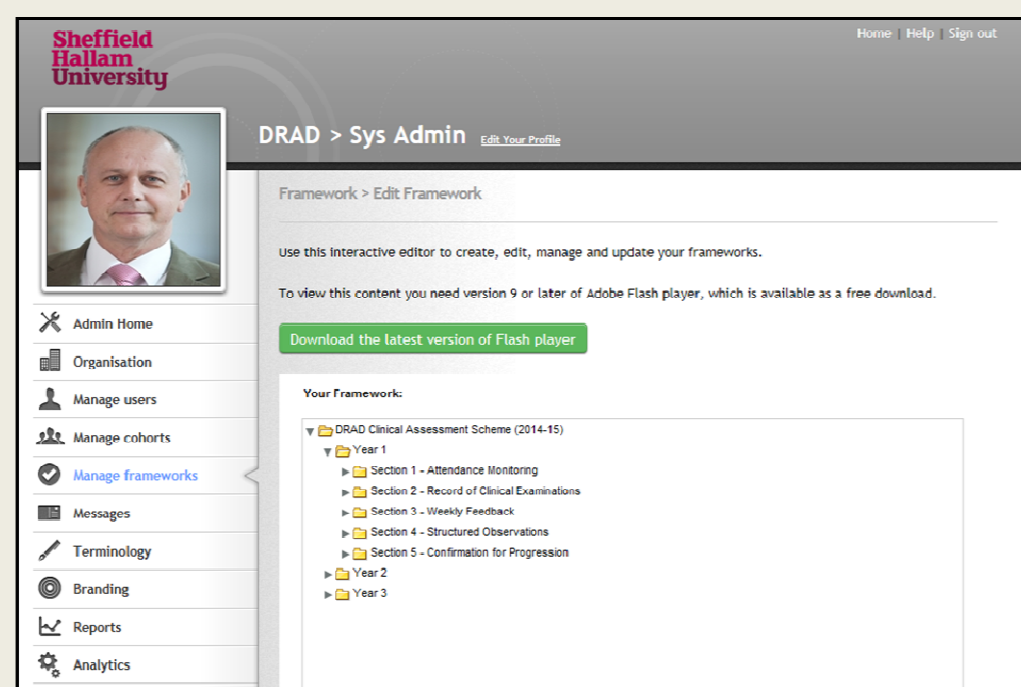 Sheffield
Hallam
University
Home | Help | Sign out
DRAD > Sys Admin Edit Your Profile
Framework > Edit Framework
Use this interactive editor to create, edit, manage and update your frameworks.
To view this content you need version 9 or later of Adobe Flash player, which is available as a free download.
Download the latest version of Flash player
Admin Home
Organisation
Manage users
Manage cohorts
Manage frameworks
Messages
Terminology
Branding
Reports
Analytics
Your Framework:
DRAD Clinical Assessment Scheme (2014-15)
Year 1
Section 1 - Attendance Monitoring
Section 2 - Record of Clinical Examinations
Section 3 - Weekly Feedback
Section 4 - Structured Observations
Section 5 - Confirmation for Progression
Year 2
Year 3